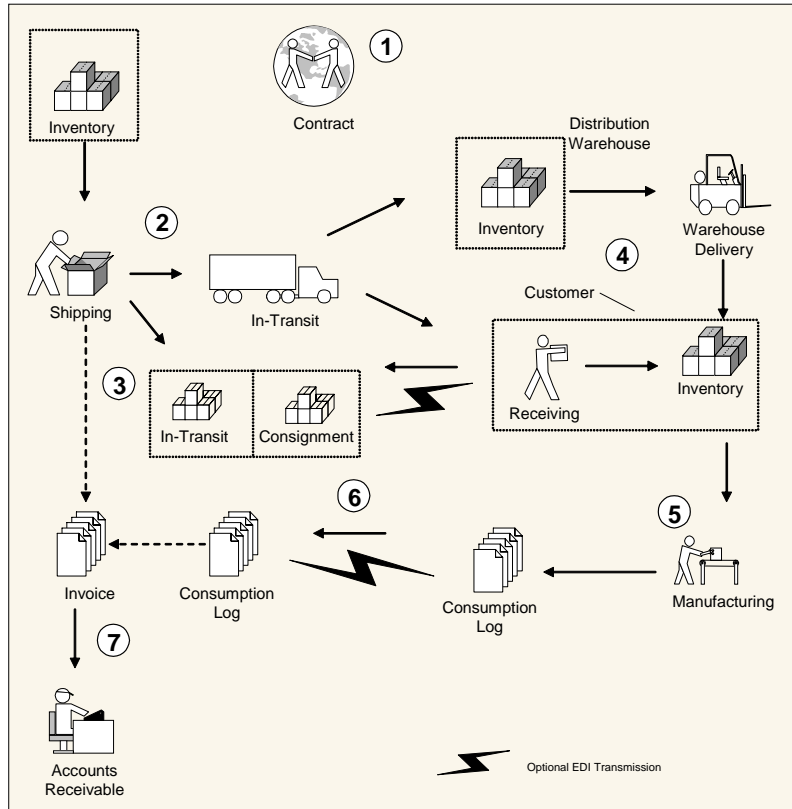 1
Inventory
Contract
Distribution
Warehouse
Inventory
2
Warehouse
Delivery
4
Shipping
In-Transit
Customer
3
Receiving
Inventory
In-Transit
Consignment
6
5
Invoice
Consumption
Log
Consumption
Log
Manufacturing
7
Accounts
Receivable
Optional EDI Transmission